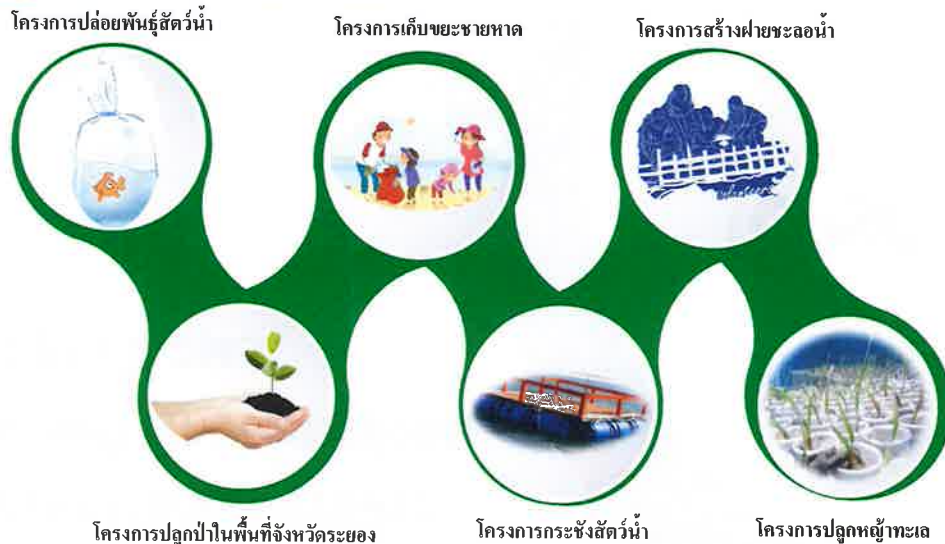 โครงการปล่อยพันธุ์สัตว์น้ำ
โครงการเก็บขยะชายหาด
โครงการสร้างฝายชะลอน้ำ
volunteers
โครงการปลูกป่าในพื้นที่จังหวัดระยอง
โครงการกระชังสัตว์น้ำ
โครงการปลูกหญ้าทะเล